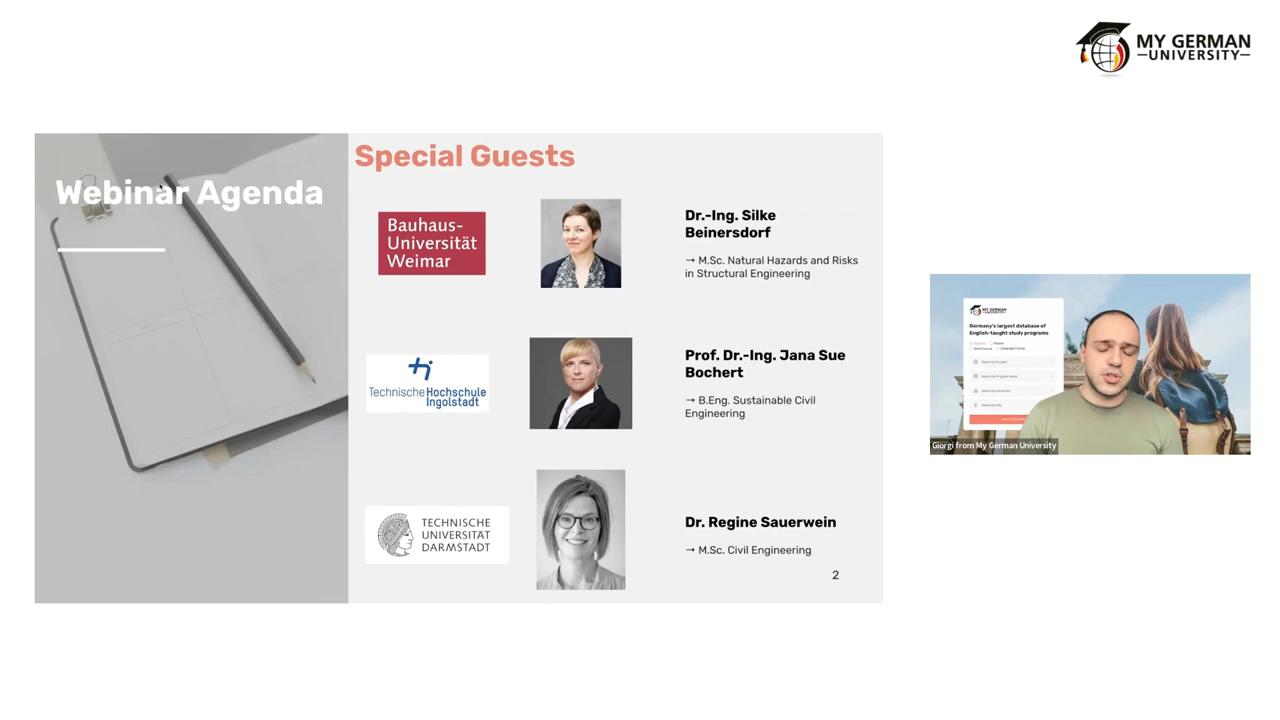 MY GERMAN
UNIVERSITY
Webinar Agenda
Special Guests
Bauhaus-
Universität
Weimar
Dr.-Ing. Silke
Beinersdorf
→ M.Sc. Natural Hazards and Risks
in Structural Engineering
Technische Hochschule
Ingolstadt
Prof. Dr.-Ing. Jana Sue
Bochert
→ B.Eng. Sustainable Civil
Engineering
TECHNISCHE
UNIVERSITÄT
DARMSTADT
Dr. Regine Sauerwein
→ M.Sc. Civil Engineering
2
MY GERMAN
UNIVERSITY
Germany's largest database of
English-taught study programs
Giorgi from My German University